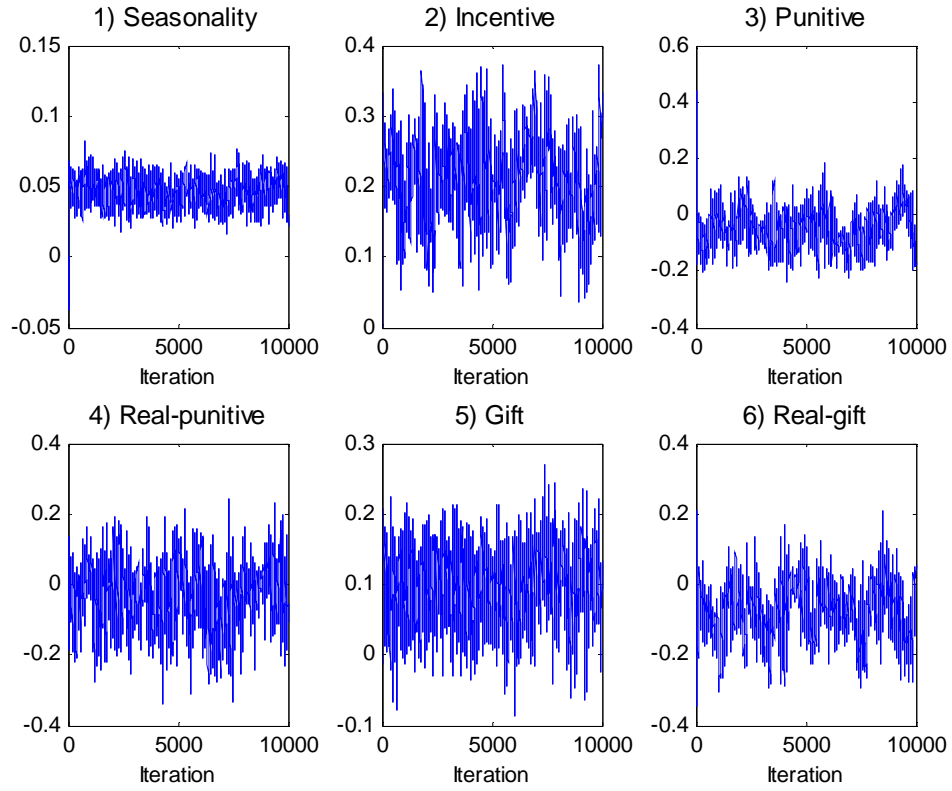 1) Seasonality
2) Incentive
3) Punitive
0.15
0.1
0.05
0
-0.05
0.4
0.3
0.2
0.1
0
0.6
0.4
0.2
0
-0.2
-0.4
0 5000 10000
0 5000 10000
0 5000 10000
Iteration
Iteration
Iteration
4) Real-punitive
5) Gift
6) Real-gift
0.4
0.2
0
-0.2
-0.4
0.3
0.2
0.1
0
-0.1
0.4
0.2
0
-0.2
-0.4
0 5000 10000
0 5000 10000
0 5000 10000
Iteration
Iteration
Iteration